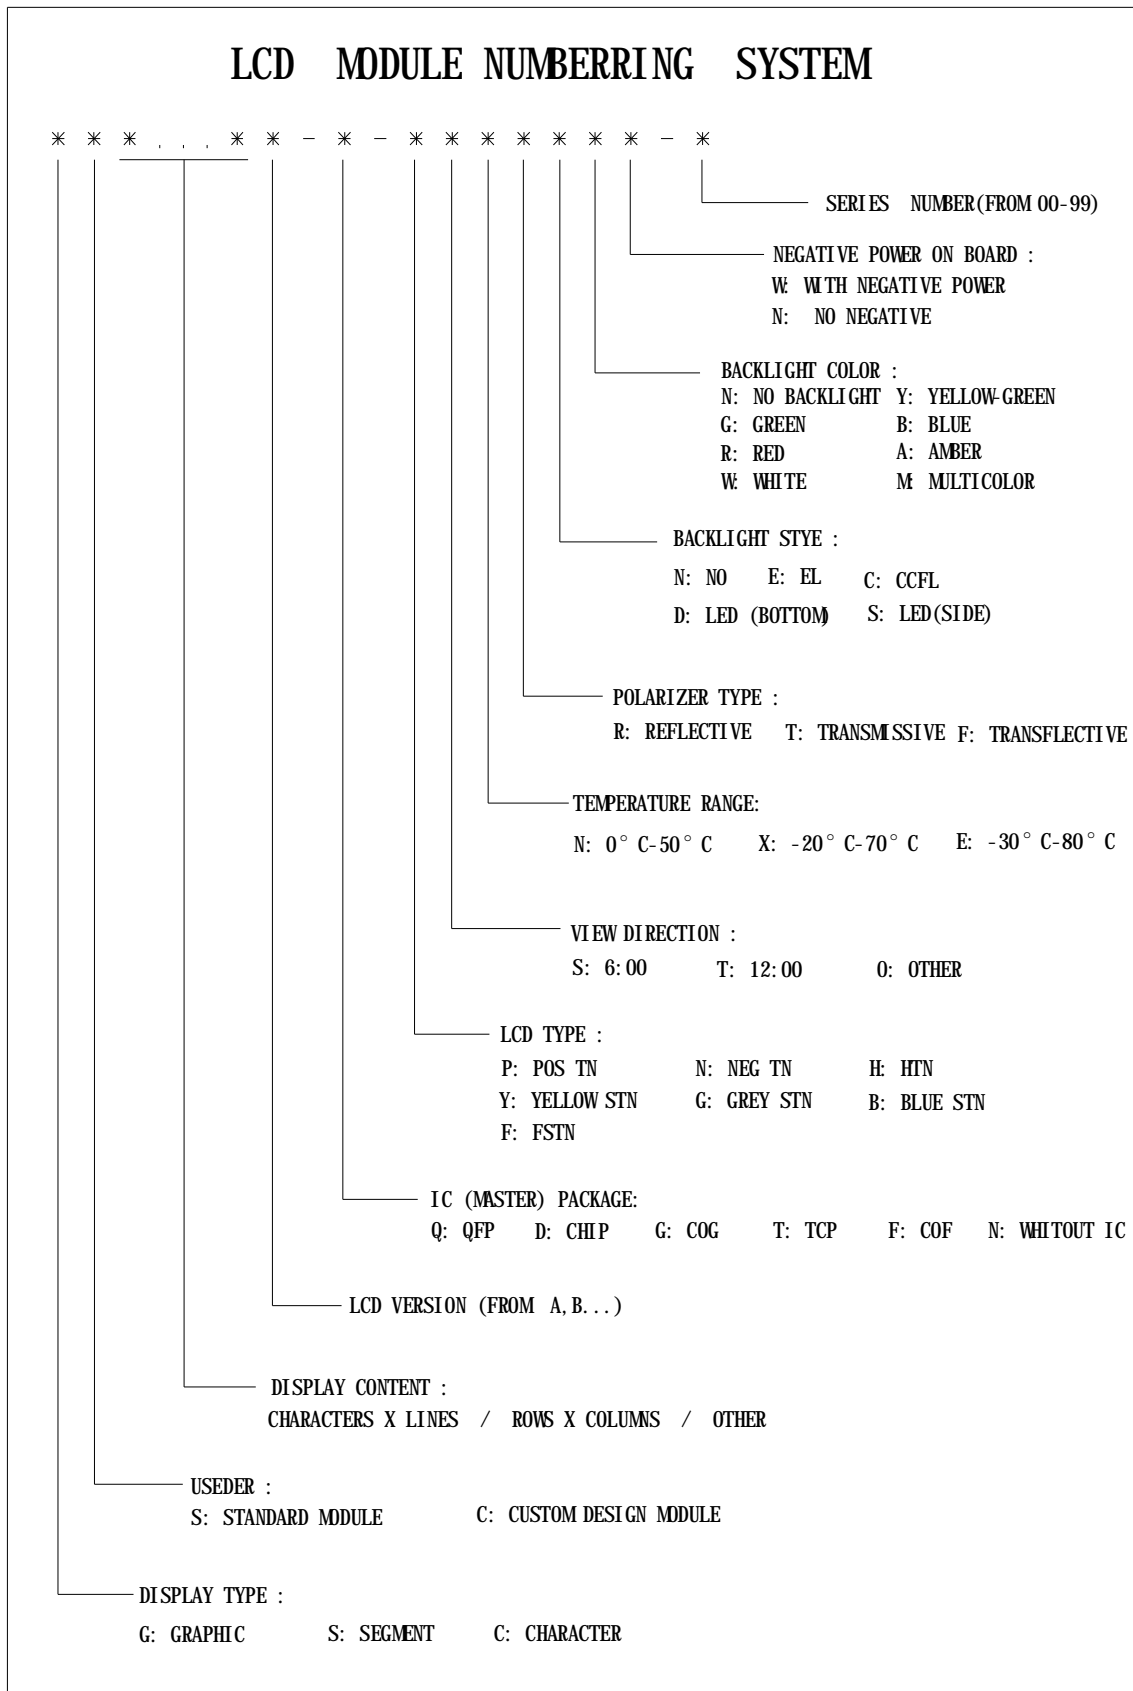 LCD MODULE NUMBERRING SYSTEM
* * * . . . * * - * - * * * * * * * - *
SERIES NUMBER(FROM 00-99)
NEGATIVE POWER ON BOARD :
W: WITH NEGATIVE POWER
N: NO NEGATIVE
BACKLIGHT COLOR :
N: NO BACKLIGHT Y: YELLOW-GREEN
G: GREEN B: BLUE
R: RED A: AMBER
W: WHITE M: MULTICOLOR
BACKLIGHT STYE :
N: NO E: EL C: CCFL
D: LED (BOTTOM) S: LED(SIDE)
POLARIZER TYPE :
R: REFLECTIVE T: TRANSMISSIVE F: TRANSFLECTIVE
TEMPERATURE RANGE:
N: 0° C-50° C X: -20° C-70° C E: -30° C-80° C
VIEW DIRECTION :
S: 6:00 T: 12:00 O: OTHER
LCD TYPE :
P: POS TN N: NEG TN H: HTN
Y: YELLOW STN G: GREY STN B: BLUE STN
F: FSTN
IC (MASTER) PACKAGE:
Q: QFP D: CHIP G: COG T: TCP F: COF N: WHITOUT IC
LCD VERSION (FROM A,B...)
DISPLAY CONTENT :
CHARACTERS X LINES / ROWS X COLUMNS / OTHER
USEDER :
S: STANDARD MODULE C: CUSTOM DESIGN MODULE
DISPLAY TYPE :
G: GRAPHIC S: SEGMENT C: CHARACTER